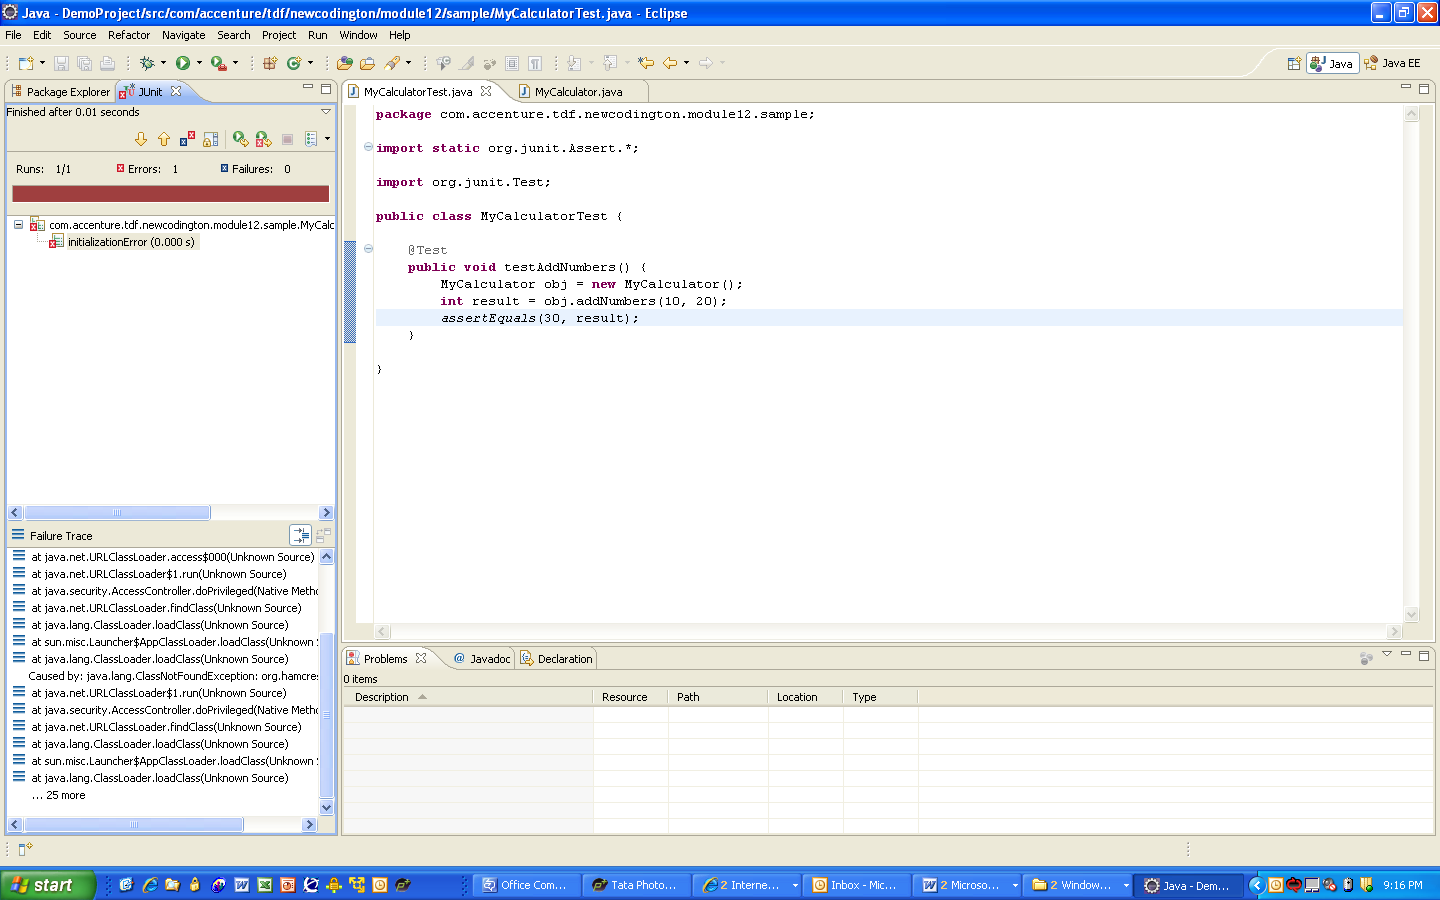 Java - DemoProject/src/com/accenture/tdf/newcodington/module12/sample/MyCalculatorTest.java - Eclipse
File Edit Source Refactor Navigate Search Project Run Window Help
Java Java EE
Package Explorer JUnit
MyCalculatorTest.java MyCalculator.java
Finished after 0.01 seconds
Runs: 1/1 Errors: 1 Failures: 0
com.accenture.tdf.newcodington.module12.sample.MyCalc
initializationError (0.000 s)
package com.accenture.tdf.newcodington.module12.sample;
import static org.junit.Assert.*;
import org.junit.Test;
public class MyCalculatorTest {
@Test
public void testAddNumbers() {
MyCalculator obj = new MyCalculator();
int result = obj.addNumbers(10, 20);
assertEquals(30, result);
}
}
Failure Trace
at java.net.URLClassLoader.access$000(Unknown Source)
at java.net.URLClassLoader$1.run(Unknown Source)
at java.security.AccessController.doPrivileged(Native Metho
at java.net.URLClassLoader.findClass(Unknown Source)
at java.lang.ClassLoader.loadClass(Unknown Source)
at sun.misc.Launcher$AppClassLoader.loadClass(Unknown S
at java.lang.ClassLoader.loadClass(Unknown Source)
Caused by: java.lang.ClassNotFoundException: org.hamcres
at java.net.URLClassLoader$1.run(Unknown Source)
at java.security.AccessController.doPrivileged(Native Metho
at java.net.URLClassLoader.findClass(Unknown Source)
at java.lang.ClassLoader.loadClass(Unknown Source)
at sun.misc.Launcher$AppClassLoader.loadClass(Unknown S
at java.lang.ClassLoader.loadClass(Unknown Source)
... 25 more
Problems Javadoc Declaration
0 items
Description Resource Path Location Type
start Office Com... Tata Photo... 2 Interne... Inbox - Mic... 2 Microso... 2 Window... Java - Dem... 9:16 PM